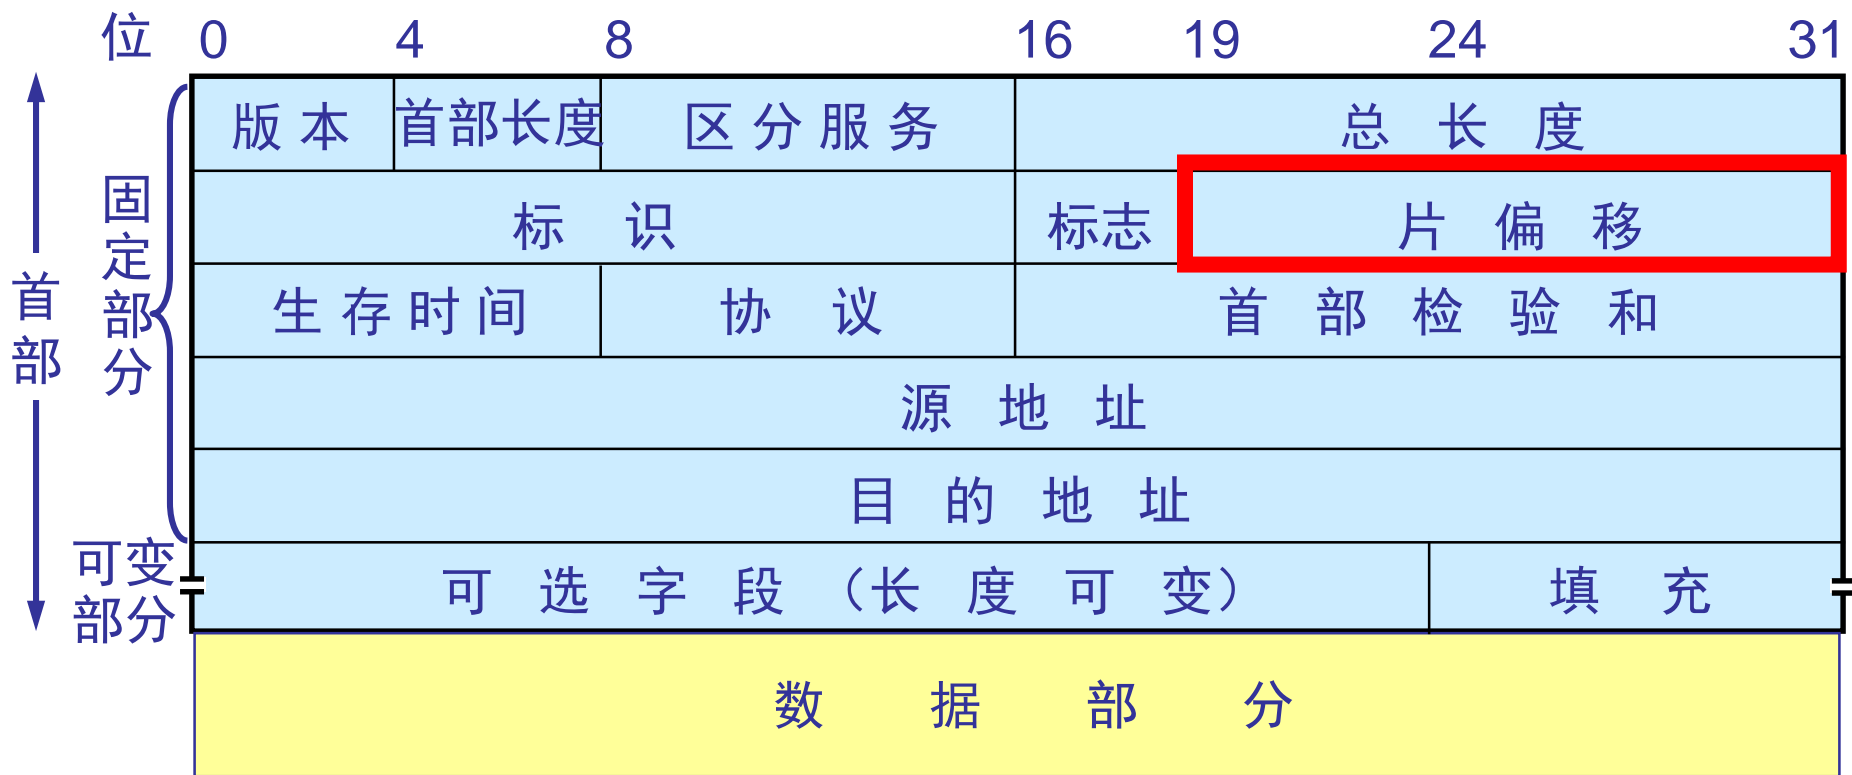 位 0 4 8 16 19 24 31
版本 首部长度 区分服务 总长度
标识 标志 片偏移
生存时间 协议 首部检验和
源地址
目的地址
可选字段（长度可变） 填充
数据部分
首部
固定部分
可变
部分